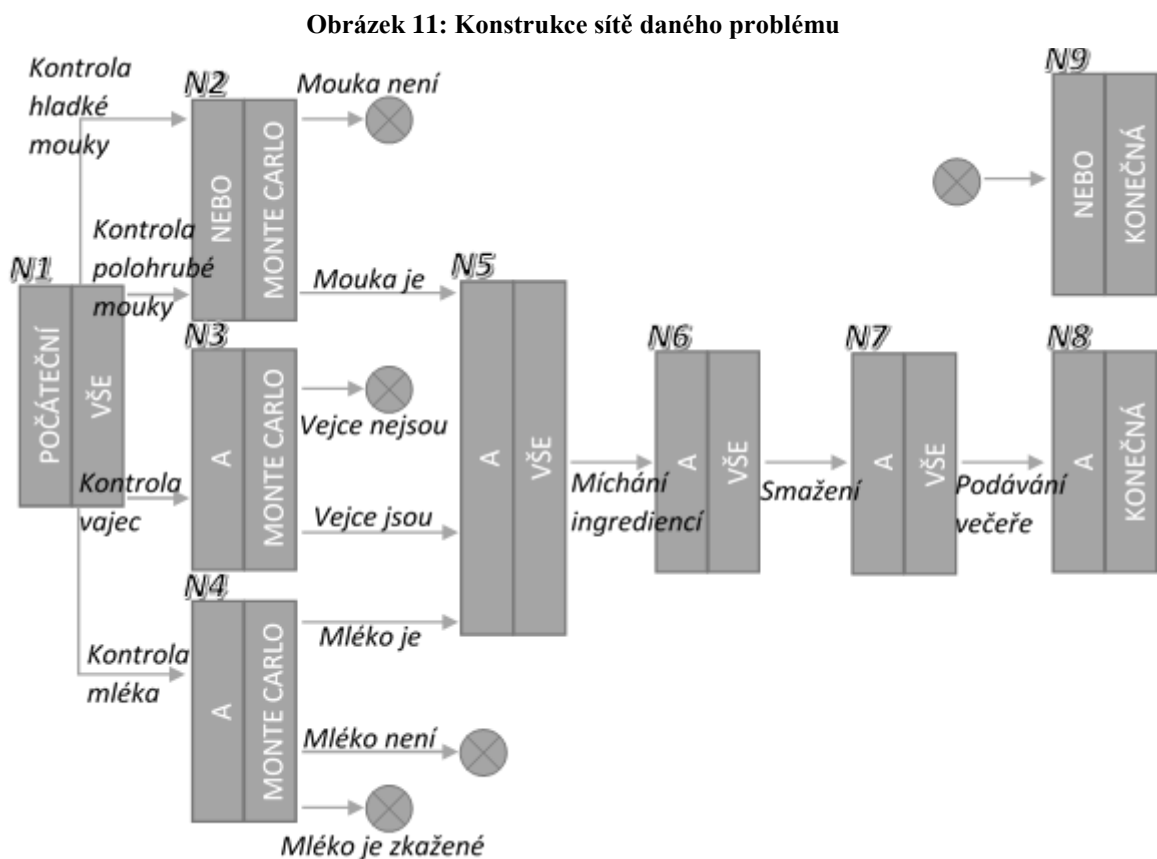 Obrázek 11: Konstrukce sítě daného problému
Kontrola
hladké
mouky
N2
NEBO
MONTE CARLO
Mouka není
N9
NEBO
KONEČNÁ
N1
POČÁTEČNÍ
VŠE
Kontrola
polohrubé
mouky
Mouka je
N5
A
VŠE
N3
A
MONTE CARLO
Vejce nejsou
Kontrola
vajec
Vejce jsou
Míchání
ingrediencí
N6
A
VŠE
Smažení
N7
A
VŠE
Podávání
večeře
N8
A
KONEČNÁ
N4
A
MONTE CARLO
Mléko je
Kontrola
mléka
Mléko není
Mléko je zkažené